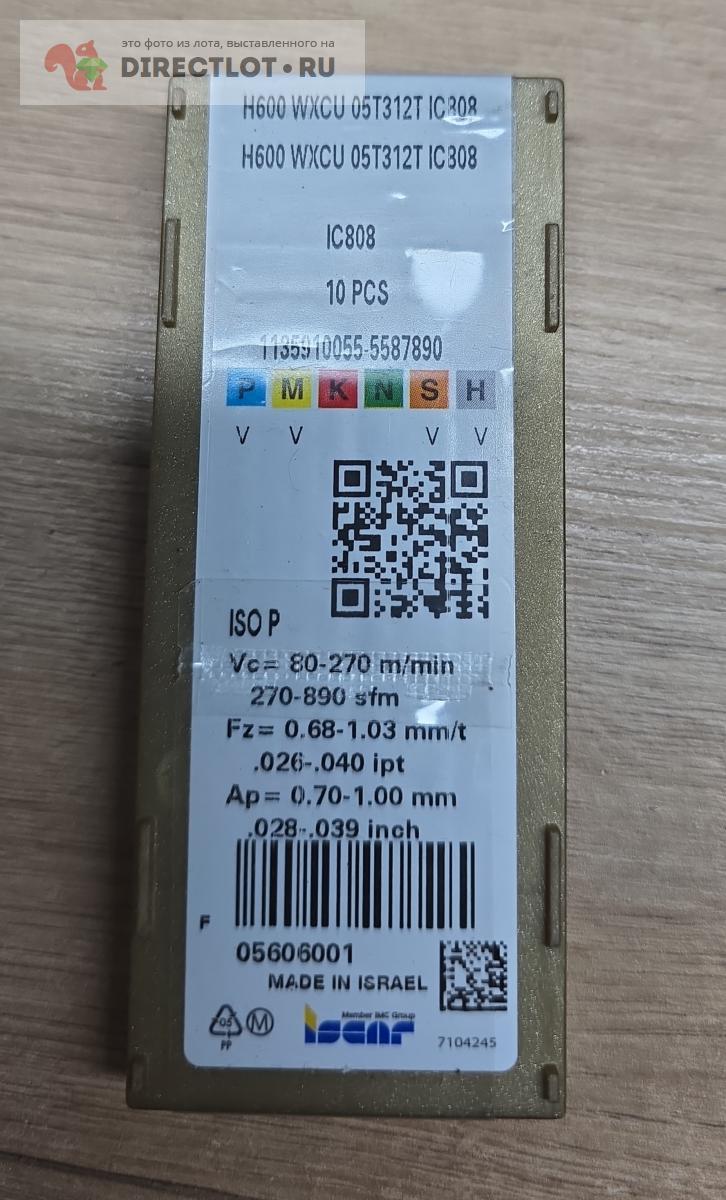 это фото из лота, выставленного на
DIRECTLOT•RU
H600 WXCU 05T312T IC808
H600 WXCU 05T312T IC808
IC808
10 PCS
1135910055-5587890
P M K N S H
V V V V
ISO P
Vc= 80-270 m/min
270-890 sfm
Fz= 0.68-1.03 mm/t
.026-.040 ipt
Ap= 0.70-1.00 mm
.028-.039 inch
F
05606001
MADE IN ISRAEL
05
PP
M
Member IMC Group
iscar
7104245